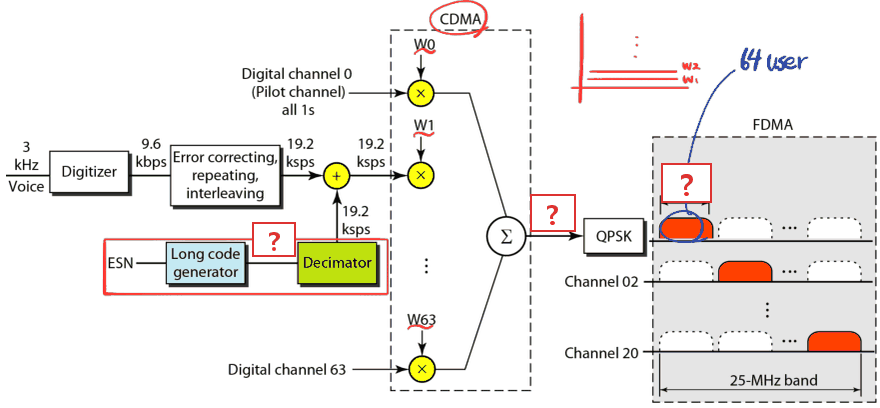 CDMA
W0
Digital channel 0
(Pilot channel)
all 1s
×
W2
W1
64 user
FDMA
3
kHz
Voice
Digitizer
9.6
kbps
Error correcting,
repeating,
interleaving
19.2
ksps
+
19.2
ksps
W1
×
?
?
19.2
ksps
ESN
Long code
generator
?
Decimator
Σ
QPSK
Channel 02
W63
Digital channel 63
×
Channel 20
25-MHz band